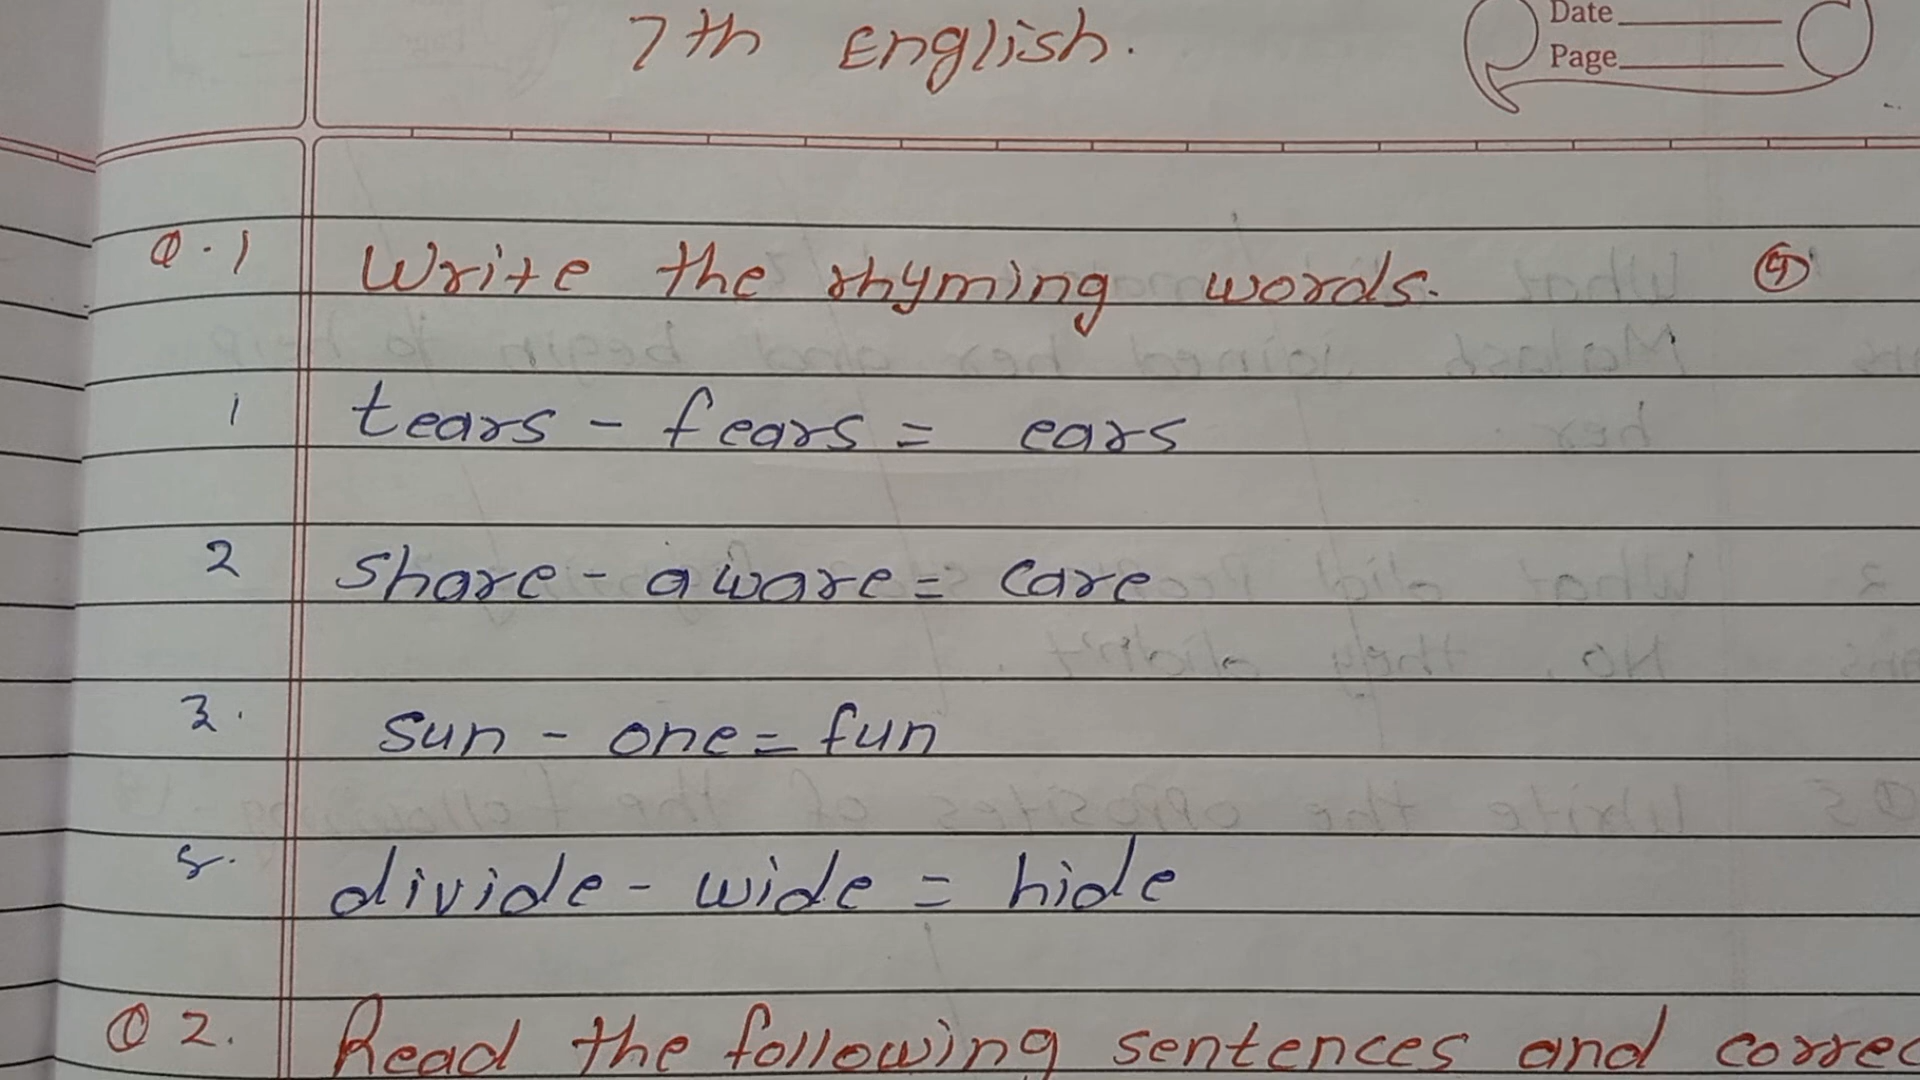 7th English.
Date
Page
Q.1 Write the rhyming words. (4)
1 tears - fears = ears
2 share - aware = care
3. sun - one = fun
divide - wide = hide
Q 2. Read the following sentences and correc